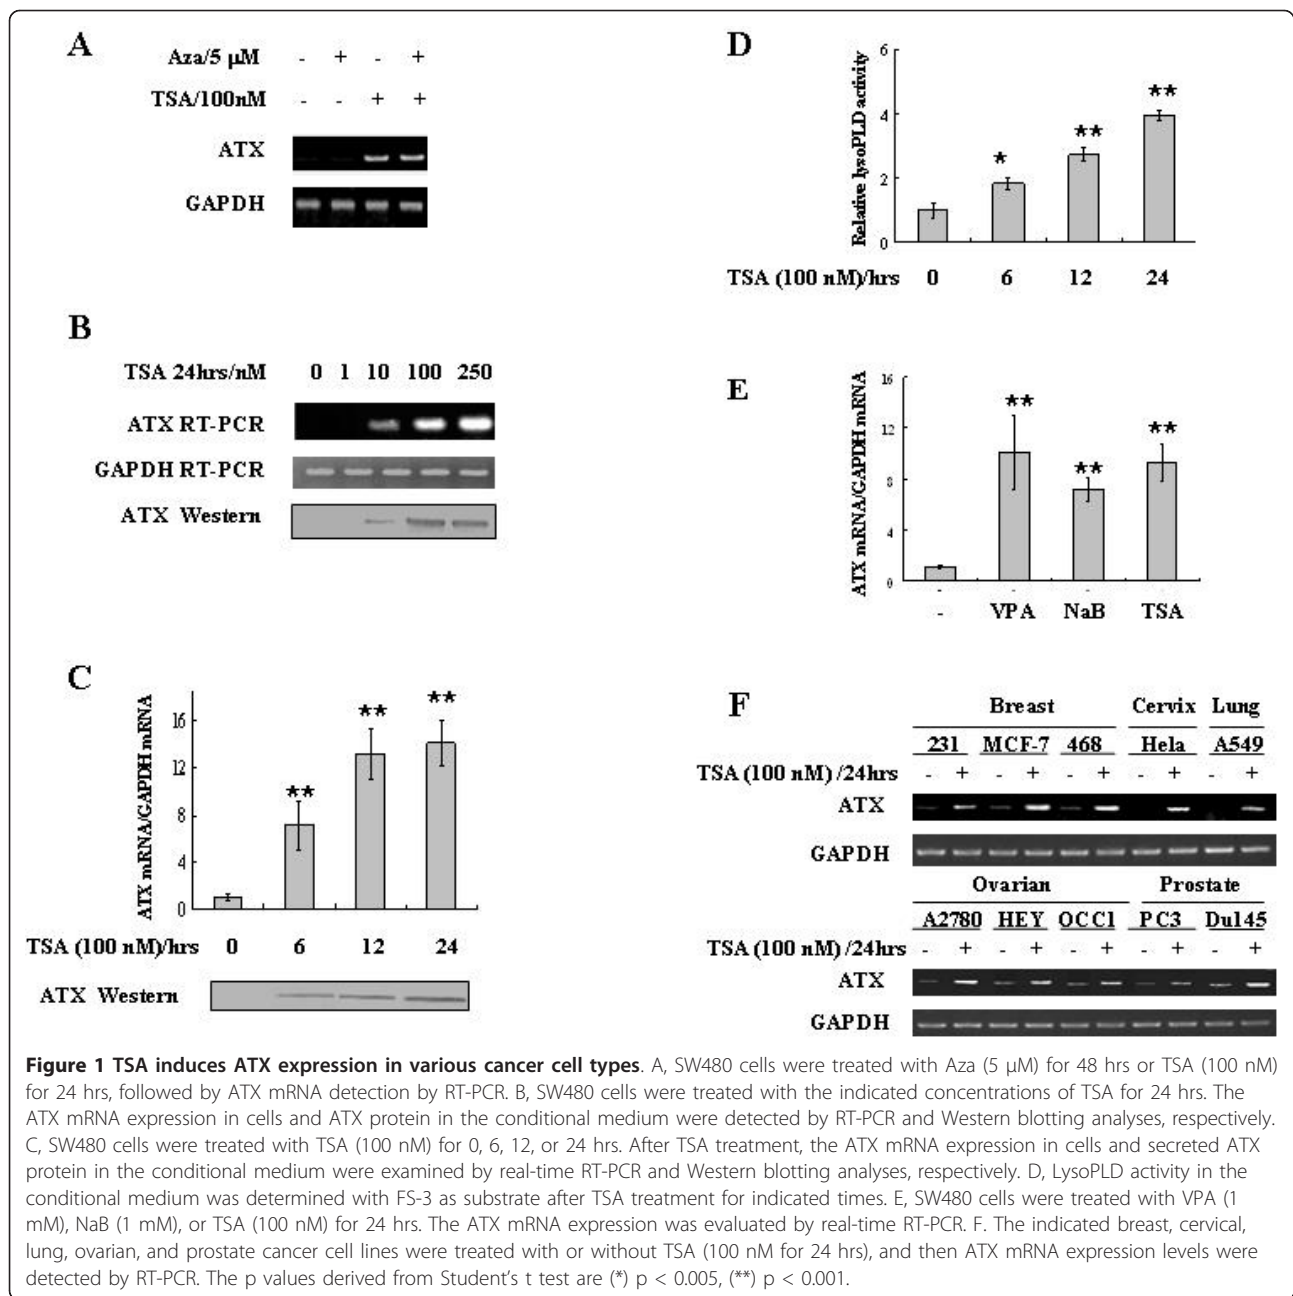 A
Aza/5 µM - + - +
TSA/100nM - - + +
ATX
GAPDH
B
TSA 24hrs/nM 0 1 10 100 250
ATX RT-PCR
GAPDH RT-PCR
ATX Western
C
ATX mRNA/GAPDH mRNA
16
12
8
4
0
** ** **
TSA (100 nM)/hrs 0 6 12 24
ATX Western
D
Relative lysoPLD activity
6
4
2
0
* ** **
TSA (100 nM)/hrs 0 6 12 24
E
ATX mRNA/GAPDH mRNA
16
12
8
4
0
** ** **
- - - -
- VPA NaB TSA
F
Breast Cervix Lung
231 MCF-7 468 Hela A549
TSA (100 nM) /24hrs - + - + - + - + - +
ATX
GAPDH
Ovarian Prostate
A2780 HEY OCC1 PC3 Du145
TSA (100 nM) /24hrs - + - + - + - + - +
ATX
GAPDH
Figure 1 TSA induces ATX expression in various cancer cell types. A, SW480 cells were treated with Aza (5 µM) for 48 hrs or TSA (100 nM)
for 24 hrs, followed by ATX mRNA detection by RT-PCR. B, SW480 cells were treated with the indicated concentrations of TSA for 24 hrs. The
ATX mRNA expression in cells and ATX protein in the conditional medium were detected by RT-PCR and Western blotting analyses, respectively.
C, SW480 cells were treated with TSA (100 nM) for 0, 6, 12, or 24 hrs. After TSA treatment, the ATX mRNA expression in cells and secreted ATX
protein in the conditional medium were examined by real-time RT-PCR and Western blotting analyses, respectively. D, LysoPLD activity in the
conditional medium was determined with FS-3 as substrate after TSA treatment for indicated times. E, SW480 cells were treated with VPA (1
mM), NaB (1 mM), or TSA (100 nM) for 24 hrs. The ATX mRNA expression was evaluated by real-time RT-PCR. F. The indicated breast, cervical,
lung, ovarian, and prostate cancer cell lines were treated with or without TSA (100 nM for 24 hrs), and then ATX mRNA expression levels were
detected by RT-PCR. The p values derived from Student's t test are (*) p < 0.005, (**) p < 0.001.